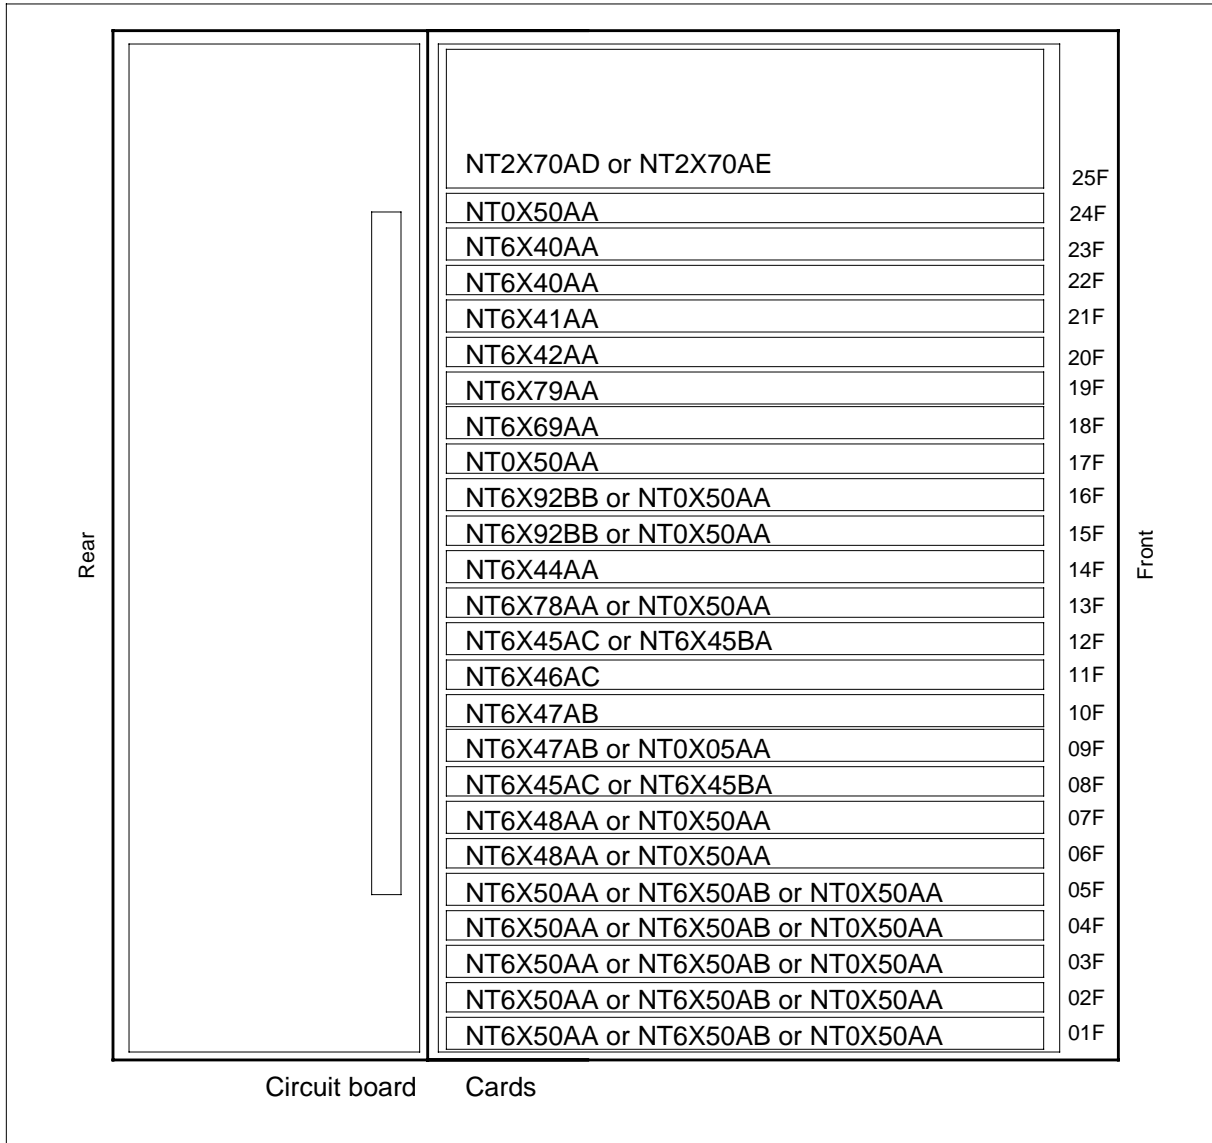 NT2X70AD or NT2X70AE 25F
NT0X50AA 24F
NT6X40AA 23F
NT6X40AA 22F
NT6X41AA 21F
NT6X42AA 20F
NT6X79AA 19F
NT6X69AA 18F
NT0X50AA 17F
NT6X92BB or NT0X50AA 16F
NT6X92BB or NT0X50AA 15F
NT6X44AA 14F
NT6X78AA or NT0X50AA 13F
NT6X45AC or NT6X45BA 12F
NT6X46AC 11F
NT6X47AB 10F
NT6X47AB or NT0X05AA 09F
NT6X45AC or NT6X45BA 08F
NT6X48AA or NT0X50AA 07F
NT6X48AA or NT0X50AA 06F
NT6X50AA or NT6X50AB or NT0X50AA 05F
NT6X50AA or NT6X50AB or NT0X50AA 04F
NT6X50AA or NT6X50AB or NT0X50AA 03F
NT6X50AA or NT6X50AB or NT0X50AA 02F
NT6X50AA or NT6X50AB or NT0X50AA 01F
Rear
Front
Circuit board
Cards